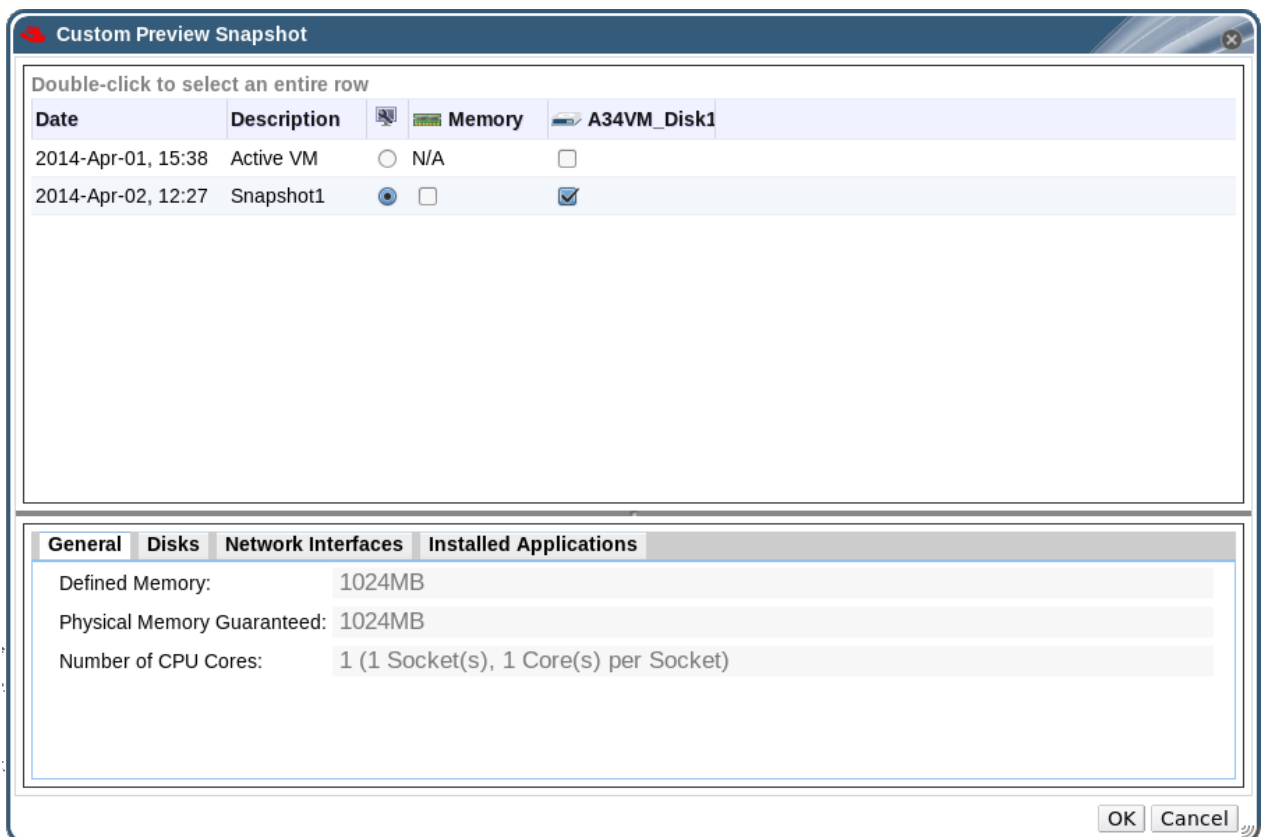 Custom Preview Snapshot
Double-click to select an entire row
Date Description Memory A34VM_Disk1
2014-Apr-01, 15:38 Active VM N/A
2014-Apr-02, 12:27 Snapshot1
General Disks Network Interfaces Installed Applications
Defined Memory: 1024MB
Physical Memory Guaranteed: 1024MB
Number of CPU Cores: 1 (1 Socket(s), 1 Core(s) per Socket)
OK Cancel